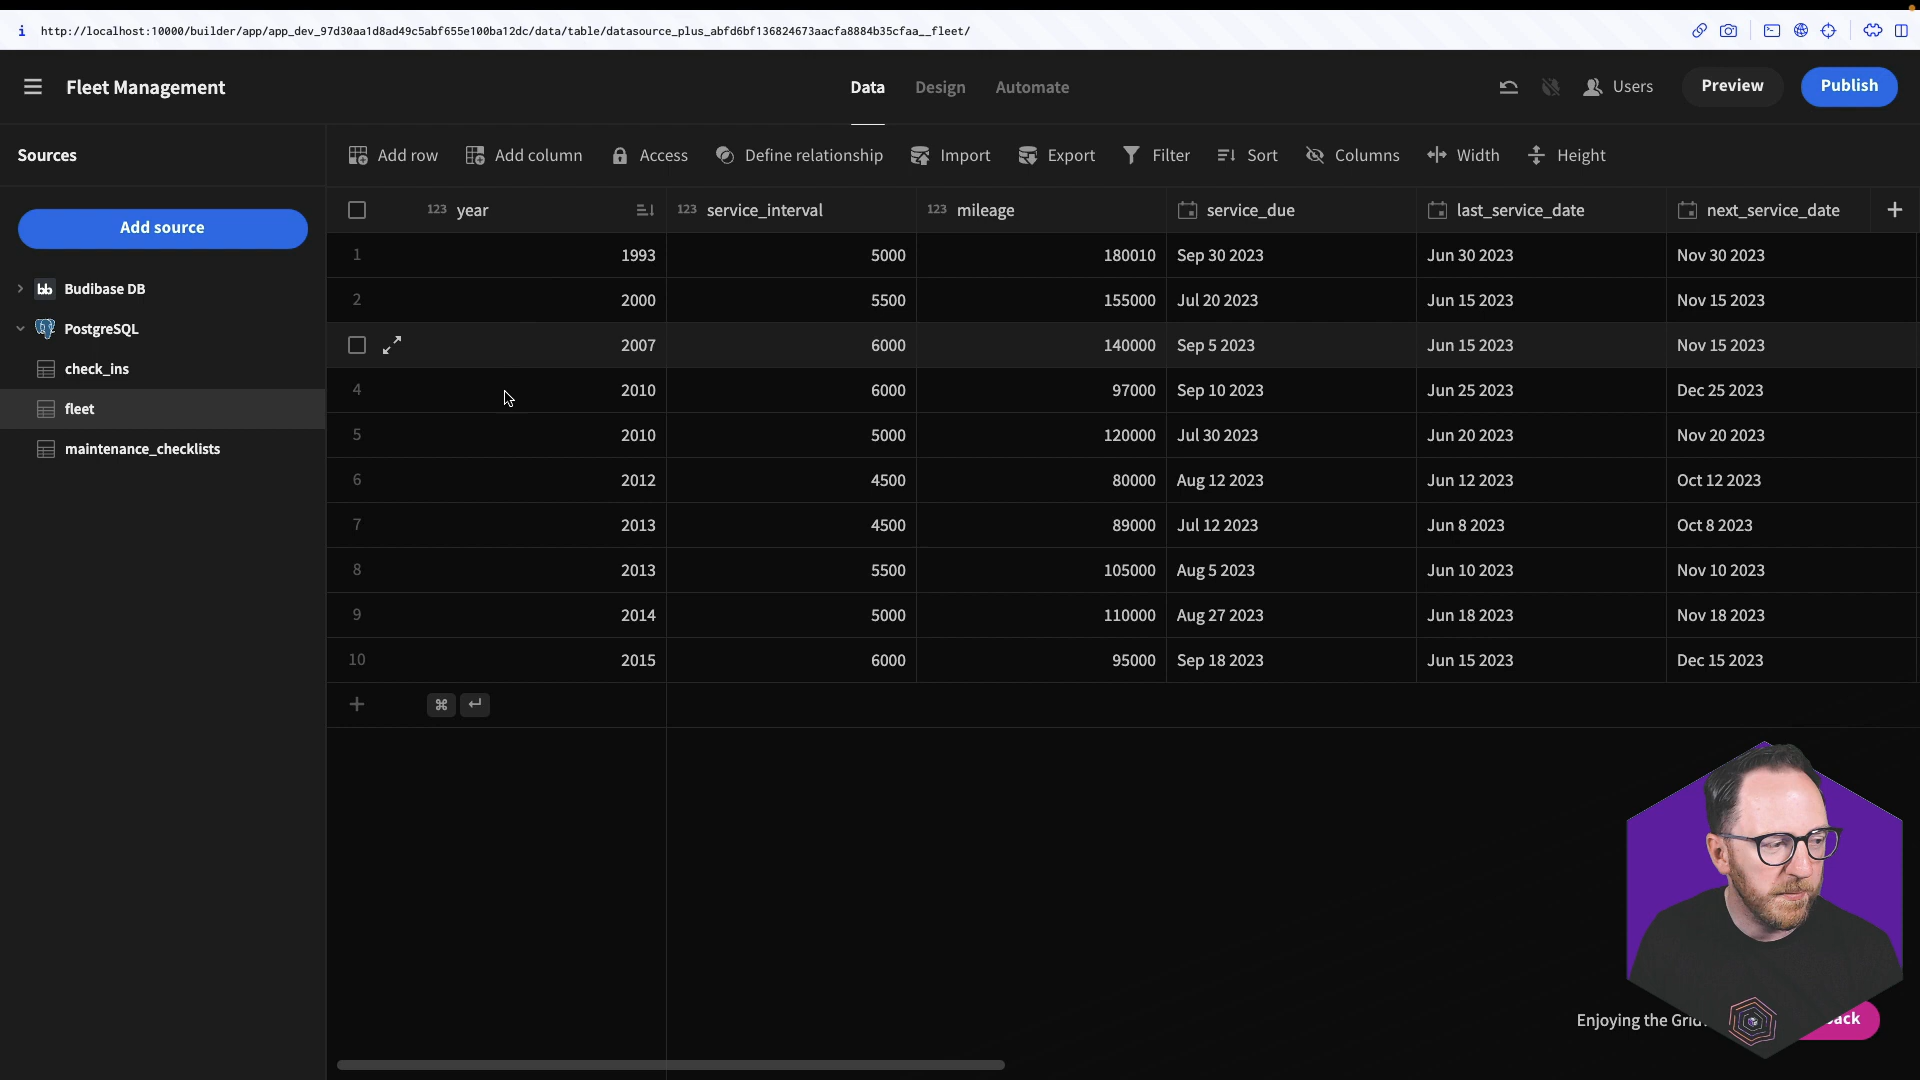 i http://localhost:10000/builder/app/app_dev_97d30aa1d8ad49c5abf655e100ba12dc/data/table/datasource_plus_abfd6bf136824673aacfa8884b35cfaa__fleet/
Fleet Management Data Design Automate Users Preview Publish
Sources Add row Add column Access Define relationship Import Export Filter Sort Columns Width Height
123 year 123 service_interval 123 mileage service_due last_service_date next_service_date
Add source
Budibase DB
PostgreSQL
check_ins
fleet
maintenance_checklists
1 1993 5000 180010 Sep 30 2023 Jun 30 2023 Nov 30 2023
2 2000 5500 155000 Jul 20 2023 Jun 15 2023 Nov 15 2023
2007 6000 140000 Sep 5 2023 Jun 15 2023 Nov 15 2023
4 2010 6000 97000 Sep 10 2023 Jun 25 2023 Dec 25 2023
5 2010 5000 120000 Jul 30 2023 Jun 20 2023 Nov 20 2023
6 2012 4500 80000 Aug 12 2023 Jun 12 2023 Oct 12 2023
7 2013 4500 89000 Jul 12 2023 Jun 8 2023 Oct 8 2023
8 2013 5500 105000 Aug 5 2023 Jun 10 2023 Nov 10 2023
9 2014 5000 110000 Aug 27 2023 Jun 18 2023 Nov 18 2023
10 2015 6000 95000 Sep 18 2023 Jun 15 2023 Dec 15 2023
⌘ ↵
Enjoying the Grid